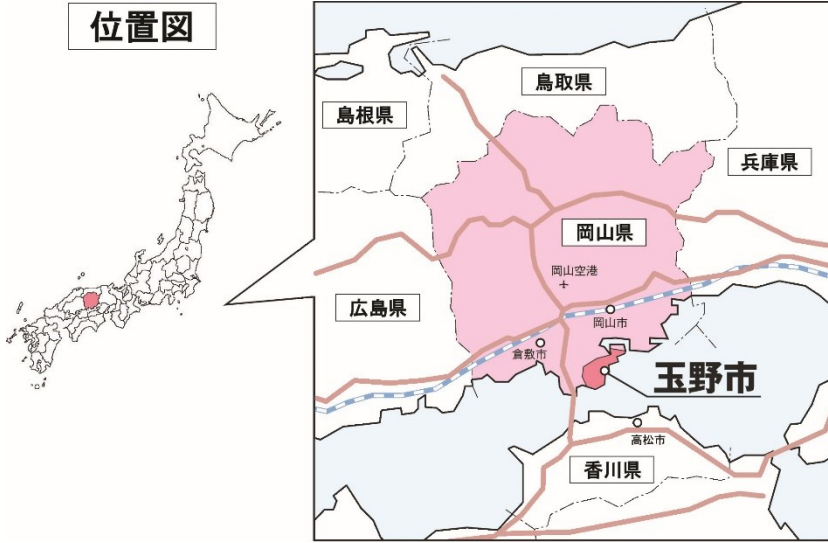 位置図
鳥取県
島根県
兵庫県
岡山県
岡山空港
広島県
岡山市
倉敷市
玉野市
高松市
香川県